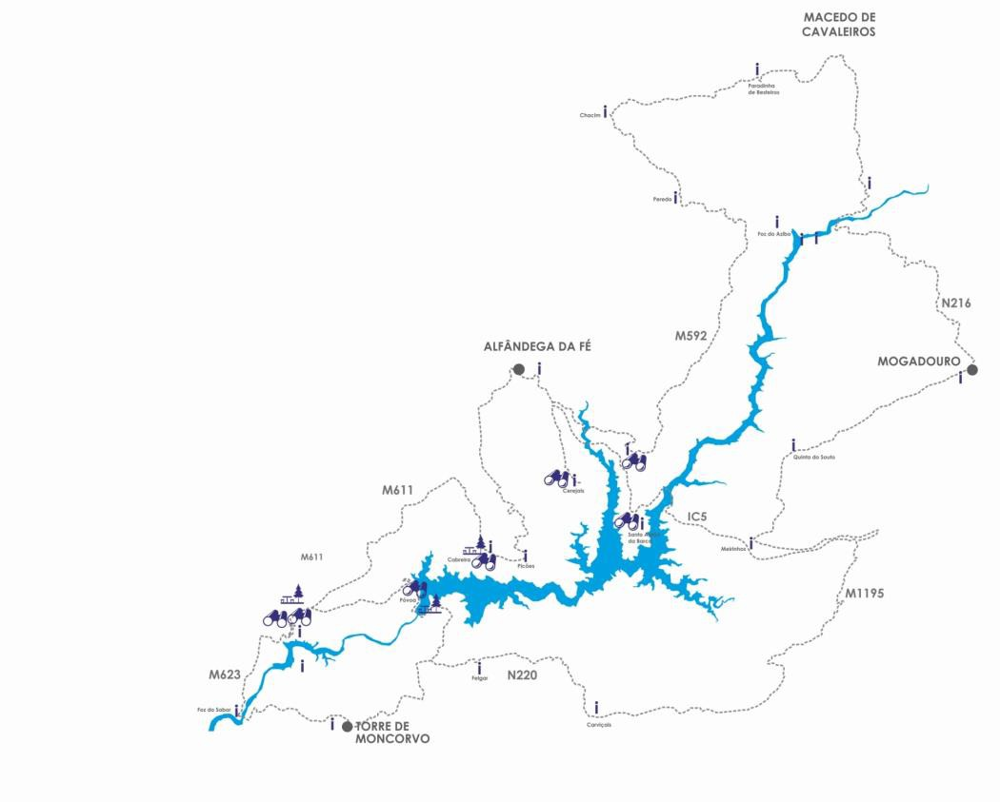 MACEDO DE
CAVALEIROS
Paradinha
de Besteiros
Chacim
Peredo
Foz do Azibo
N216
M592
ALFÂNDEGA DA FÉ
MOGADOURO
Quinta do Souto
Cerejais
M611
IC5
Santo Antão
da Barca
Meirinhos
M611
Cabreira
Picões
Póvoa
M1195
M623
Felgar
N220
Foz do Sabor
Carviçais
TORRE DE
MONCORVO